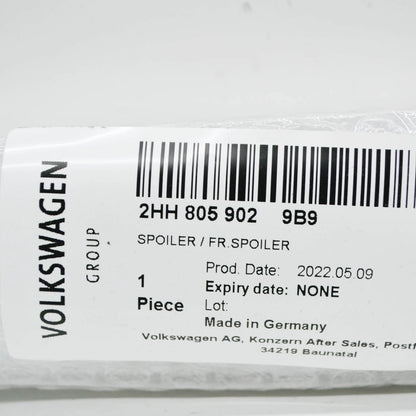 VOLKSWAGEN
GROUP
2HH 805 902 9B9
SPOILER / FR.SPOILER
Prod. Date: 2022.05.09
1 Expiry date: NONE
Piece Lot:
Made in Germany
Volkswagen AG, Konzern After Sales, Postf
34219 Baunatal